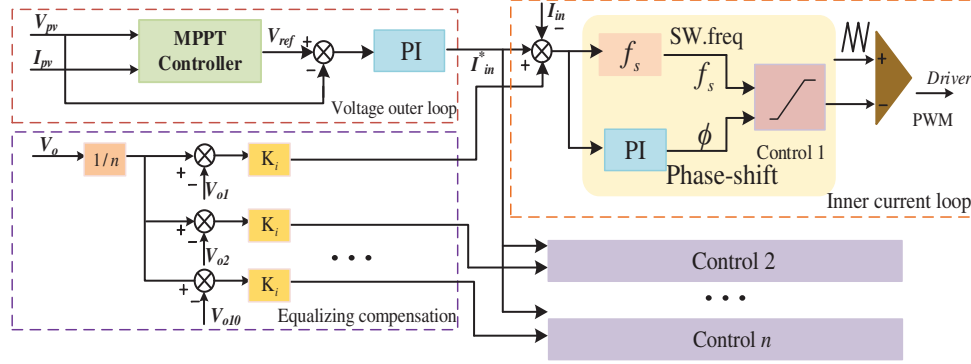 V_pv
I_pv
MPPT
Controller
V_ref
+
−
PI
I*_in
Voltage outer loop
V_o
1/n
+
−
V_o1
K_i
+
−
V_o2
K_i
• • •
+
−
V_o10
K_i
Equalizing compensation
I_in
−
+
+
f_s
SW.freq
f_s
PI
ϕ
Phase-shift
Control 1
+
−
Driver
PWM
Inner current loop
Control 2
• • •
Control n